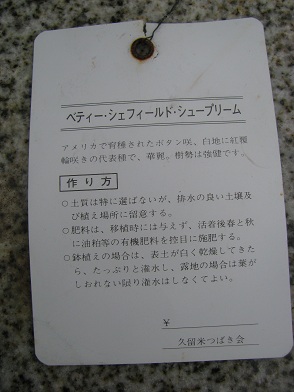 ベティー・シェフィールド・シュープリーム
アメリカで育種されたボタン咲、白地に紅覆
輪咲きの代表種で、華麗。樹勢は強健です。
作り方
○土質は特に選ばないが、排水の良い土壌及
び植え場所に留意する。
○肥料は、移植時には与えず、活着後春と秋
に油粕等の有機肥料を控目に施肥する。
○鉢植えの場合は、表土が白く乾燥してきた
ら、たっぷりと灌水し、露地の場合は葉が
しおれない限り灌水はしなくてよい。
¥
久留米つばき会